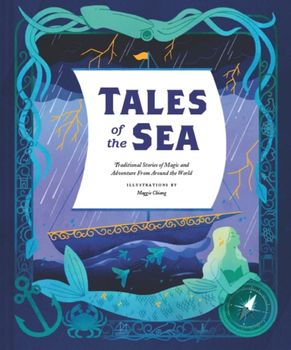 TALES
of the SEA
Traditional Stories of Magic and
Adventure From Around the World
ILLUSTRATIONS BY
Maggie Chiang